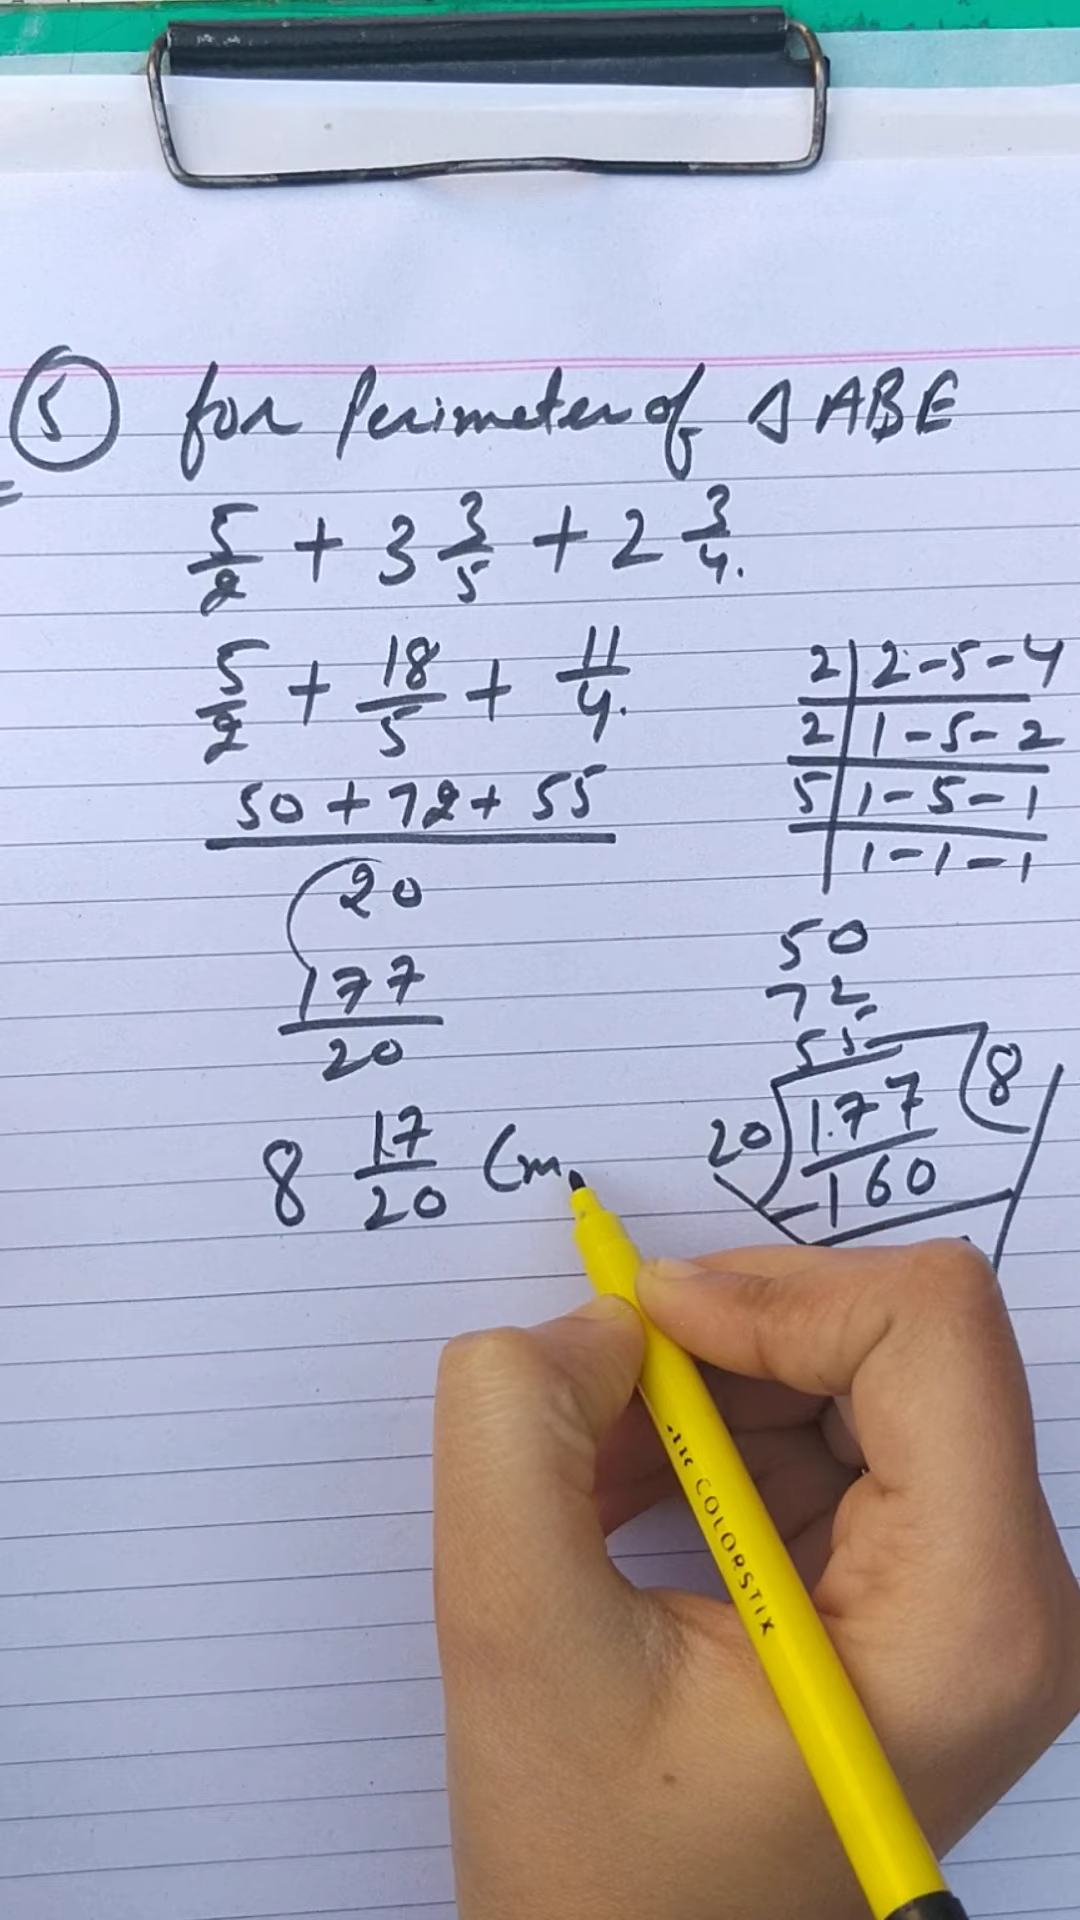 5 for Perimeter of △ ABE
=
5/2 + 3 3/5 + 2 3/4.
5/2 + 18/5 + 11/4.
50 + 72 + 55
20
177/20
8 17/20 Cm
2 | 2 - 5 - 4
2 | 1 - 5 - 2
5 | 1 - 5 - 1
1 - 1 - 1
50
72
55
20 ) 177 ( 8
160
COLORSTIX